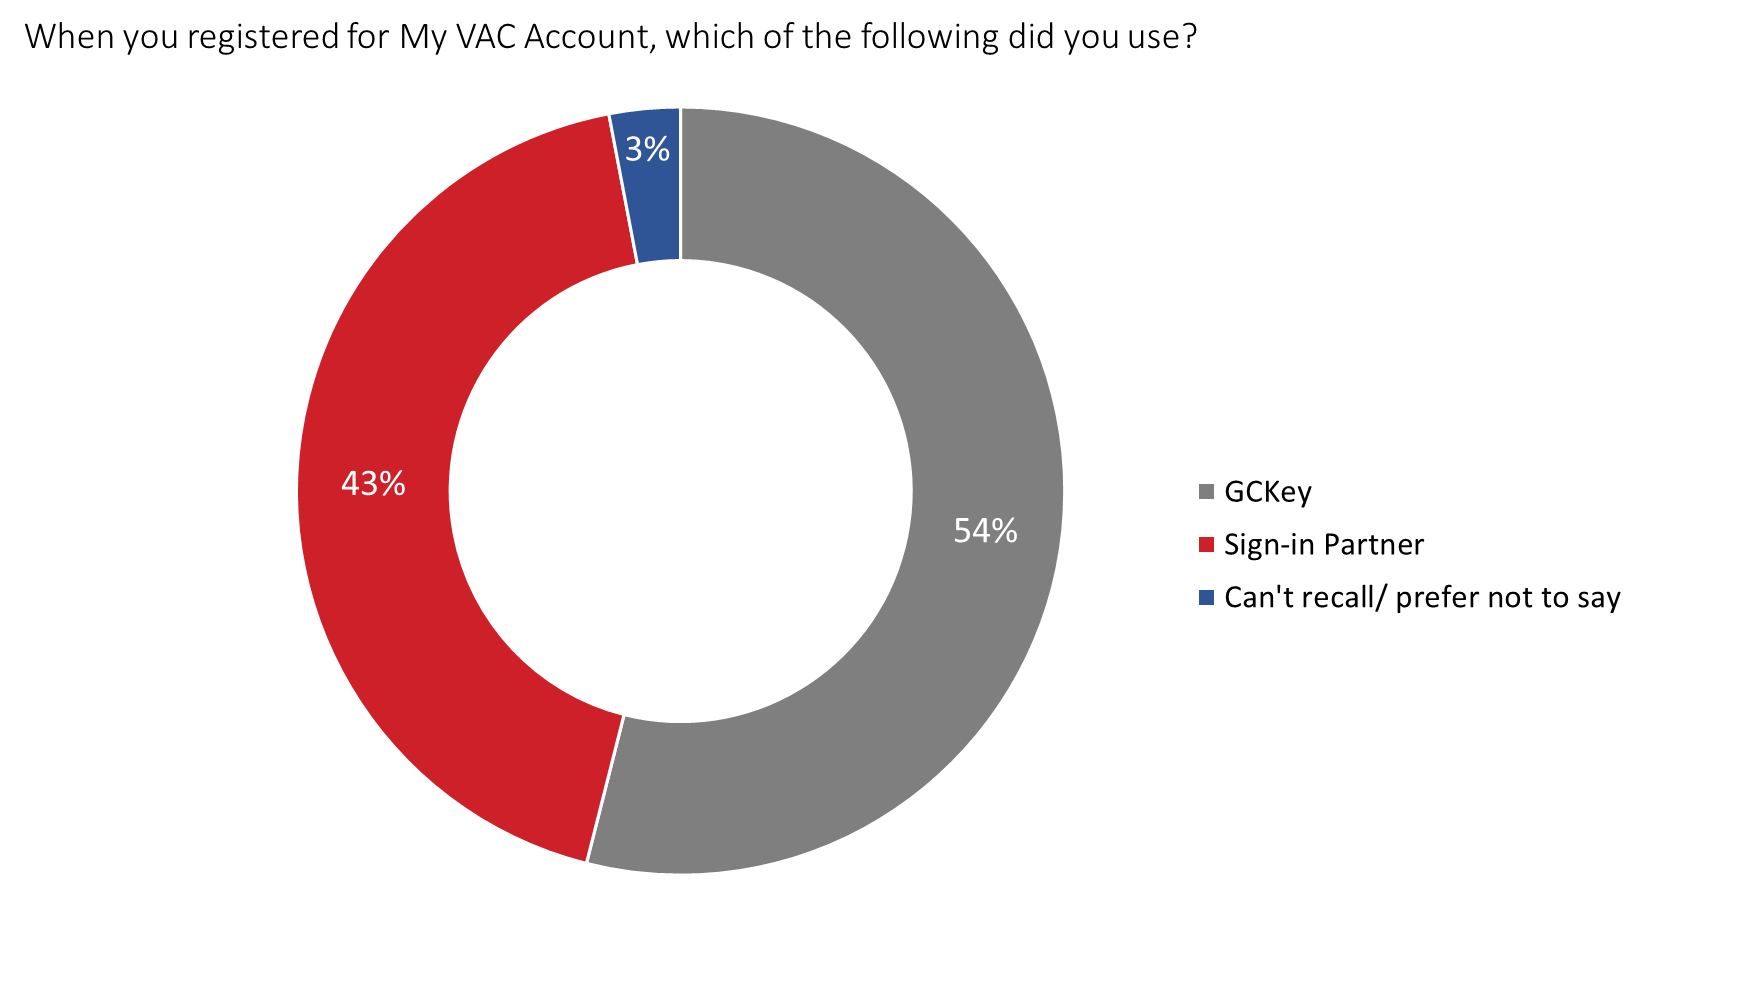 When you registered for My VAC Account, which of the following did you use?
3%
43%
54%
GCKey
Sign-in Partner
Can't recall/ prefer not to say